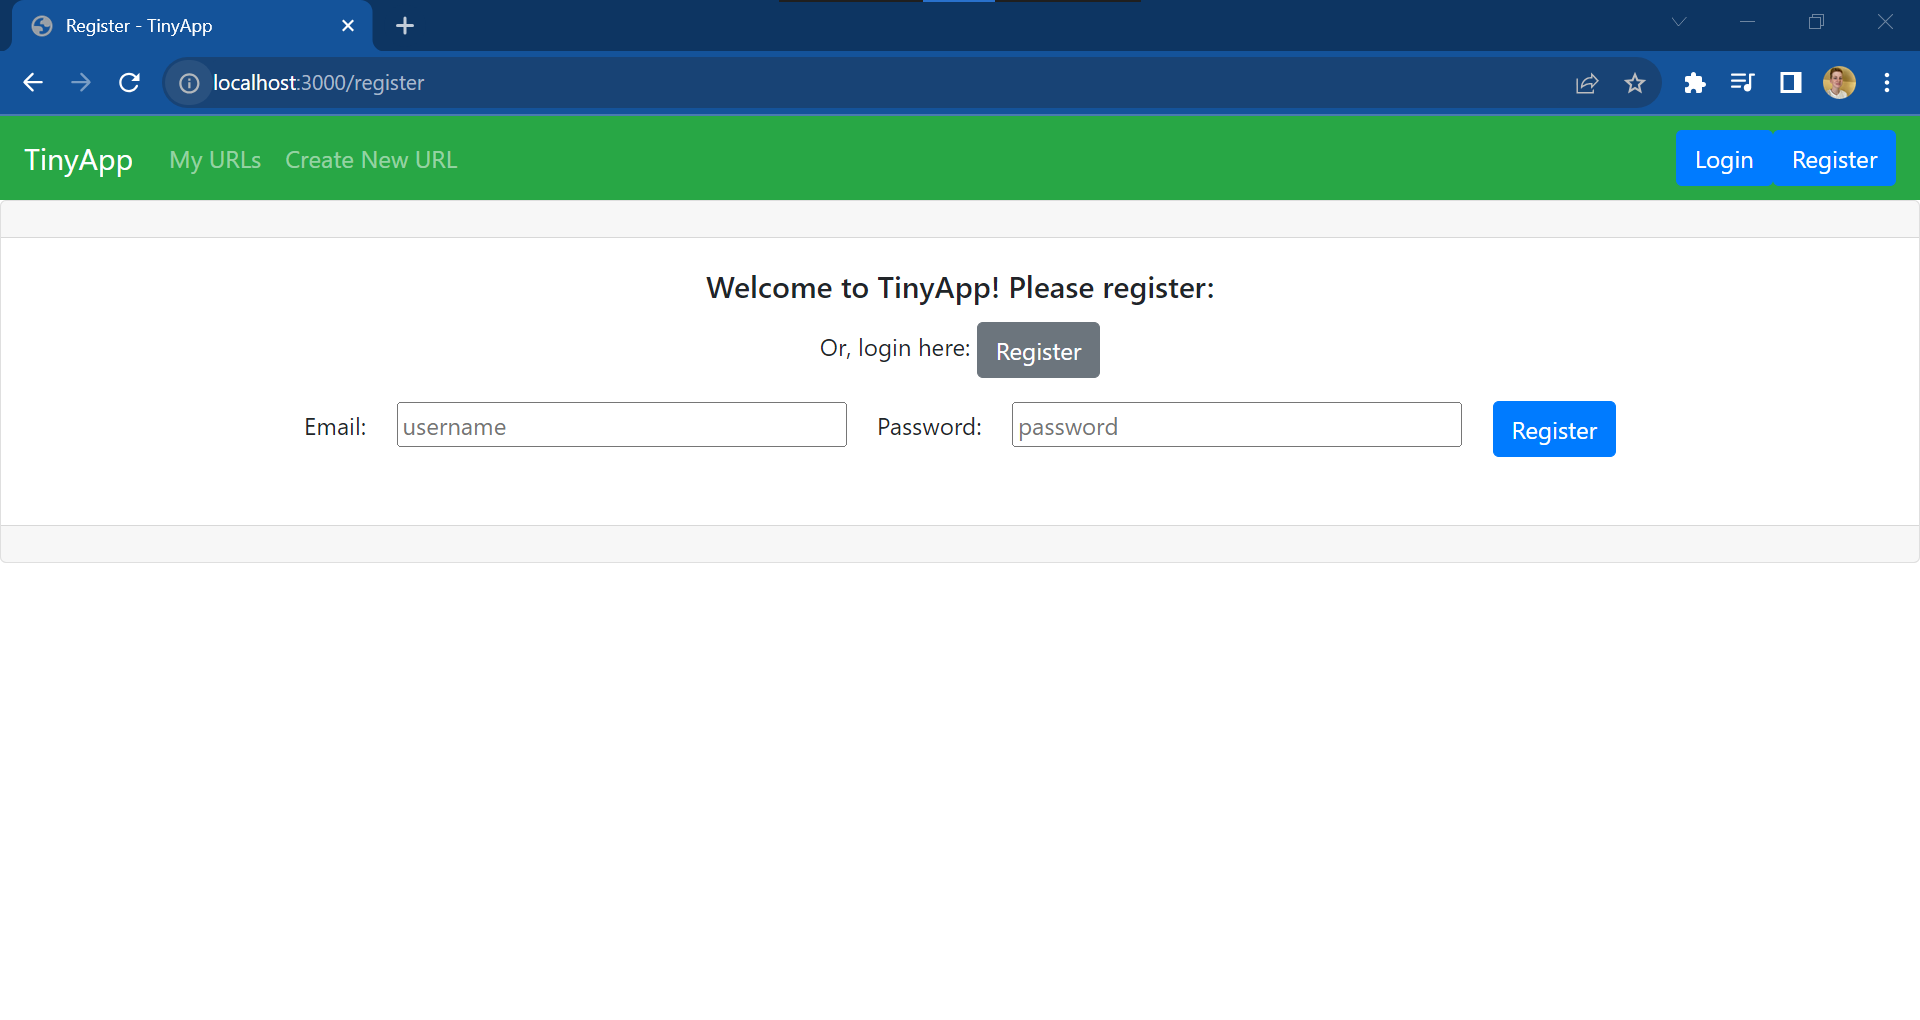 Register - TinyApp
localhost:3000/register
TinyApp My URLs Create New URL Login Register
Welcome to TinyApp! Please register:
Or, login here: Register
Email: username Password: password Register